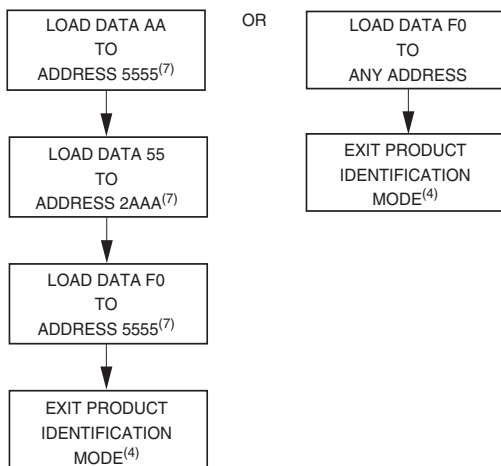 LOAD DATA AA
TO
ADDRESS 5555(7)
LOAD DATA 55
TO
ADDRESS 2AAA(7)
LOAD DATA F0
TO
ADDRESS 5555(7)
EXIT PRODUCT
IDENTIFICATION
MODE(4)
OR
LOAD DATA F0
TO
ANY ADDRESS
EXIT PRODUCT
IDENTIFICATION
MODE(4)